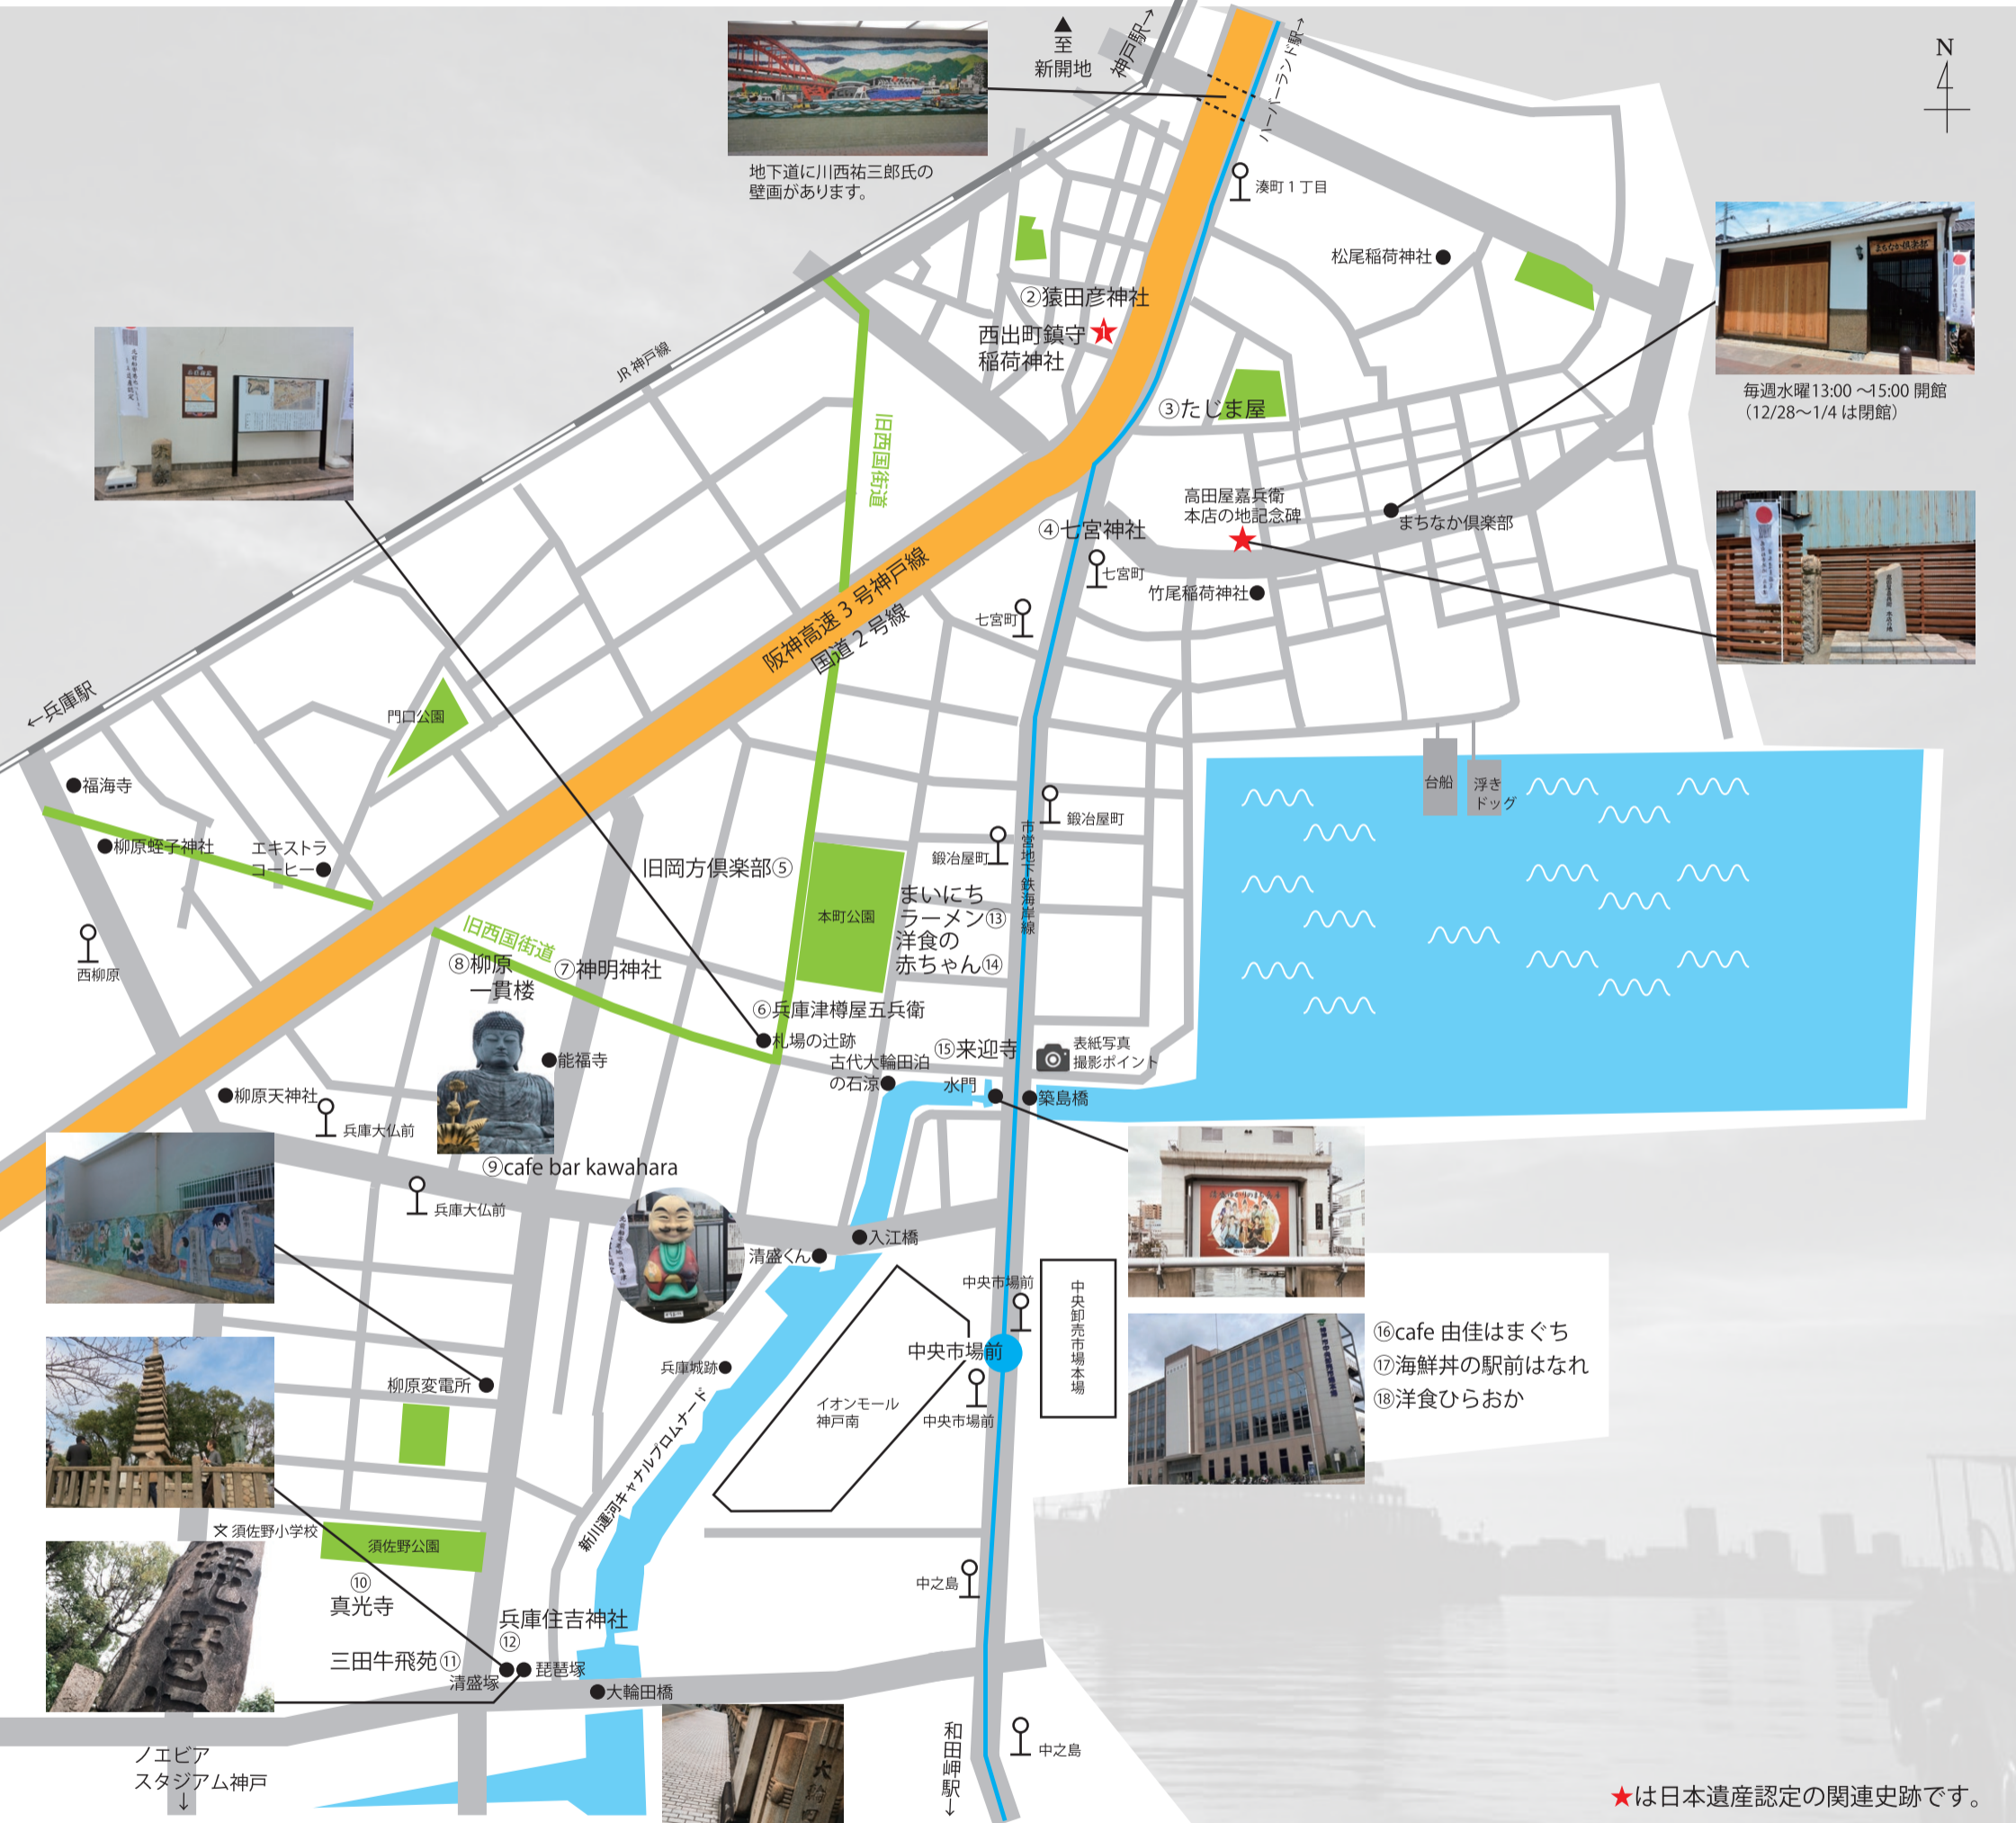 ▲
至
新開地
神戸駅→
ハーバーランド駅→
N
地下道に川西祐三郎氏の
壁画があります。
湊町1丁目
松尾稲荷神社
まちなか倶楽部
毎週水曜13:00 ～15:00 開館
（12/28～1/4 は閉館）
②猿田彦神社
西出町鎮守
稲荷神社
1
JR 神戸線
③たじま屋
旧西国街道
高田屋嘉兵衛
本店の地記念碑
まちなか倶楽部
④七宮神社
七宮町
竹尾稲荷神社
七宮町
阪神高速3号神戸線
国道2号線
←兵庫駅
門口公園
福海寺
柳原蛭子神社
エキストラ
コーヒー
台船
浮き
ドッグ
鍛冶屋町
鍛冶屋町
市営地下鉄海岸線
旧岡方倶楽部⑤
本町公園
まいにち
ラーメン⑬
洋食の
赤ちゃん⑭
西柳原
旧西国街道
⑧柳原
一貫楼
⑦神明神社
⑥兵庫津樽屋五兵衛
札場の辻跡
能福寺
古代大輪田泊
の石涼
⑮来迎寺
水門
表紙写真
撮影ポイント
築島橋
柳原天神社
兵庫大仏前
⑨cafe bar kawahara
兵庫大仏前
入江橋
清盛くん
中央市場前
中央卸売市場本場
中央市場前
⑯cafe 由佳はまぐち
⑰海鮮丼の駅前はなれ
⑱洋食ひらおか
兵庫城跡
柳原変電所
イオンモール
神戸南
中央市場前
新川運河キャナルプロムナード
須佐野小学校
須佐野公園
⑩
真光寺
中之島
兵庫住吉神社
⑫
三田牛飛苑⑪
清盛塚
琵琶塚
大輪田橋
琵琶
ノエビア
スタジアム神戸
↓
和田岬駅→
中之島
★は日本遺産認定の関連史跡です。